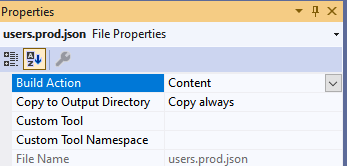 Properties
users.prod.json File Properties
Build Action Content
Copy to Output Directory Copy always
Custom Tool
Custom Tool Namespace
File Name users.prod.json